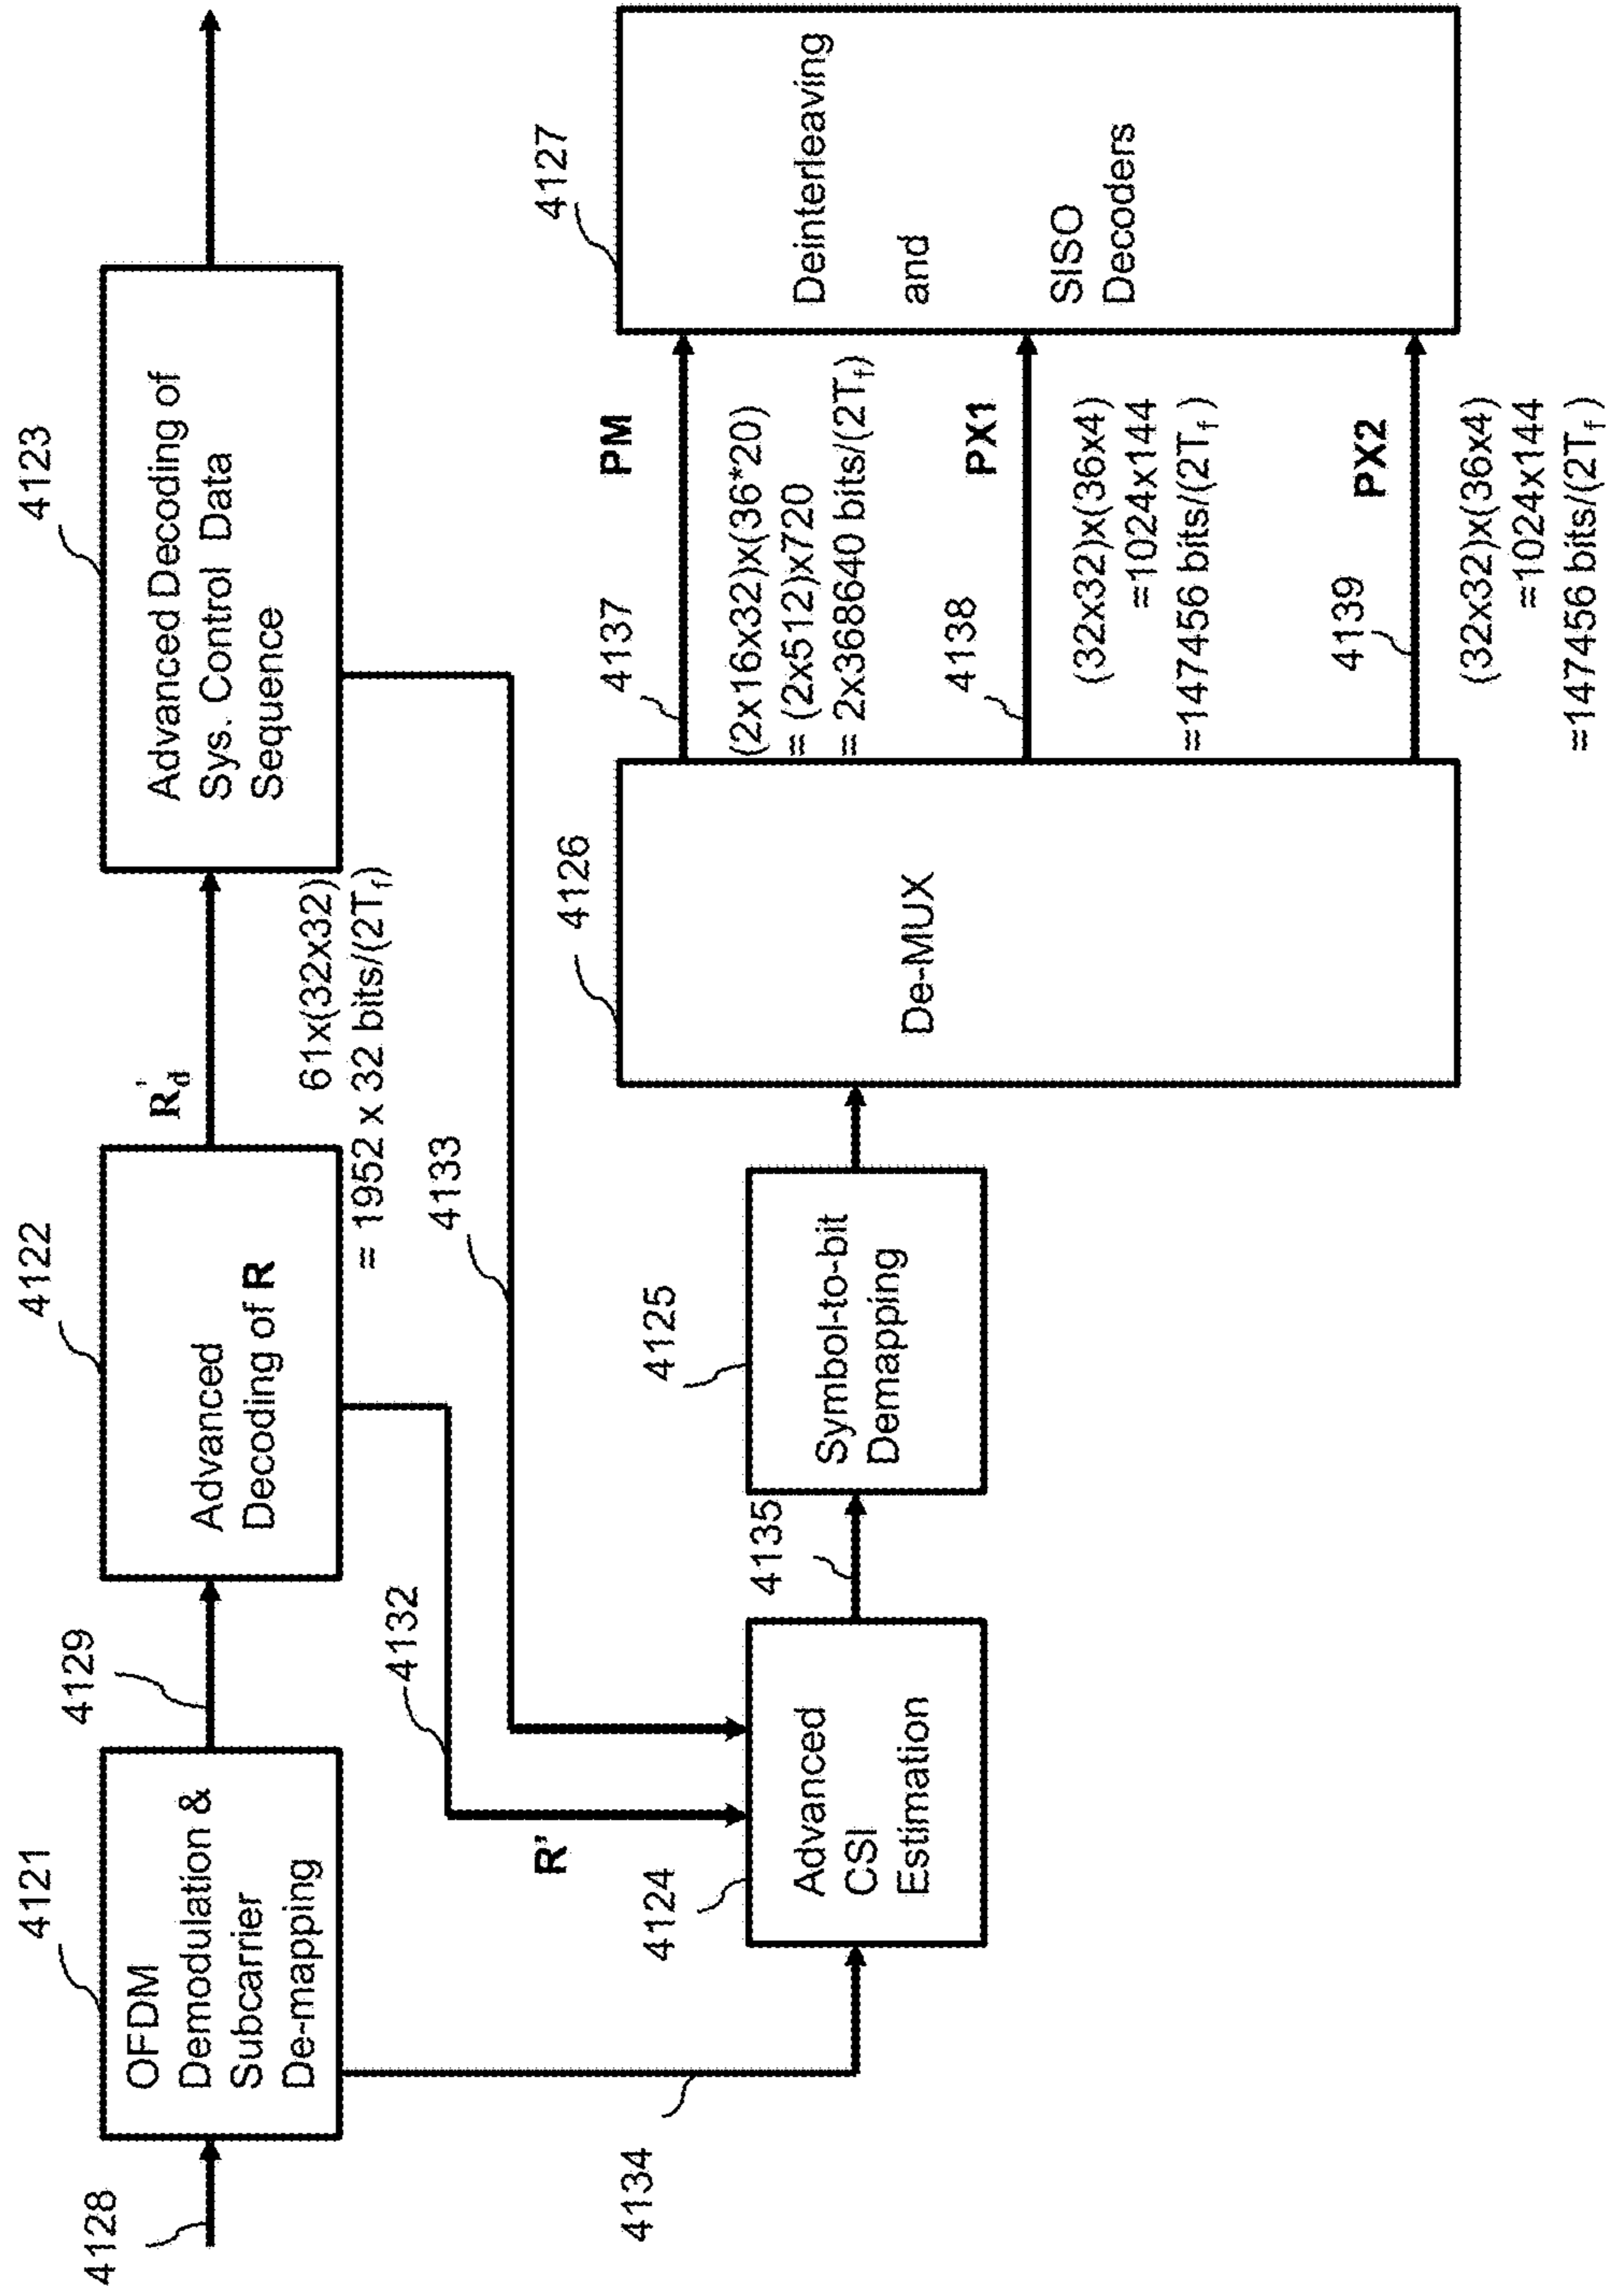 4128
4121
OFDM
Demodulation &
Subcarrier
De-mapping
4129
4122
Advanced
Decoding of R
R'd
61x(32x32)
= 1952 x 32 bits/(2Tf)
4123
Advanced Decoding of
Sys. Control Data
Sequence
4132
R'
4133
4134
4124
Advanced
CSI
Estimation
4135
4125
Symbol-to-bit
Demapping
4126
De-MUX
4137
PM
(2x16x32)x(36*20)
= (2x512)x720
= 2x368640 bits/(2Tf)
4138
PX1
(32x32)x(36x4)
=1024x144
=147456 bits/(2Tf)
4139
PX2
(32x32)x(36x4)
=1024x144
=147456 bits/(2Tf)
4127
Deinterleaving
and
SISO
Decoders